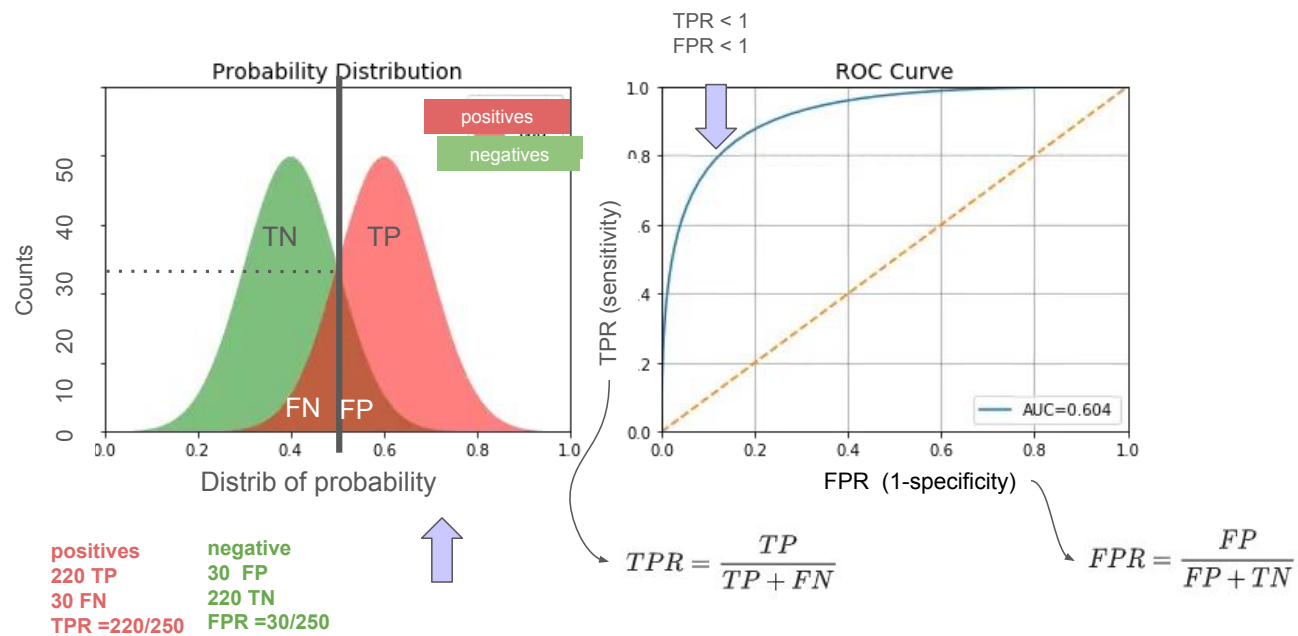 TPR < 1
FPR < 1
Probability Distribution
positives
negatives
TN
TP
FN
FP
Counts
50
40
30
20
10
0
0.0
0.2
0.4
0.6
0.8
1.0
Distrib of probability
ROC Curve
TPR (sensitivity)
1.0
0.8
.6
.4
.2
0.0
AUC=0.604
0.0
0.2
0.4
0.6
0.8
1.0
FPR (1-specificity)
positives
220 TP
30 FN
TPR =220/250
negative
30 FP
220 TN
FPR =30/250
TPR = TP / TP + FN
FPR = FP / FP + TN